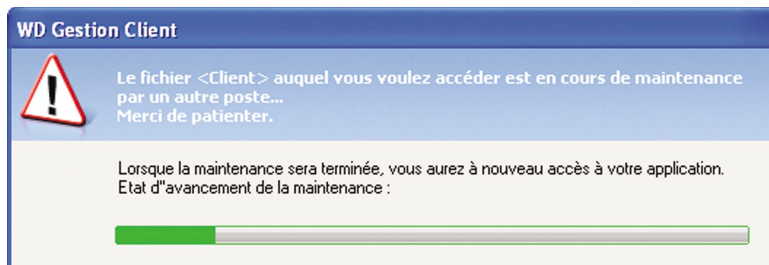 WD Gestion Client
Le fichier <Client> auquel vous voulez accéder est en cours de maintenance
par un autre poste...
Merci de patienter.
Lorsque la maintenance sera terminée, vous aurez à nouveau accès à votre application.
Etat d"avancement de la maintenance :